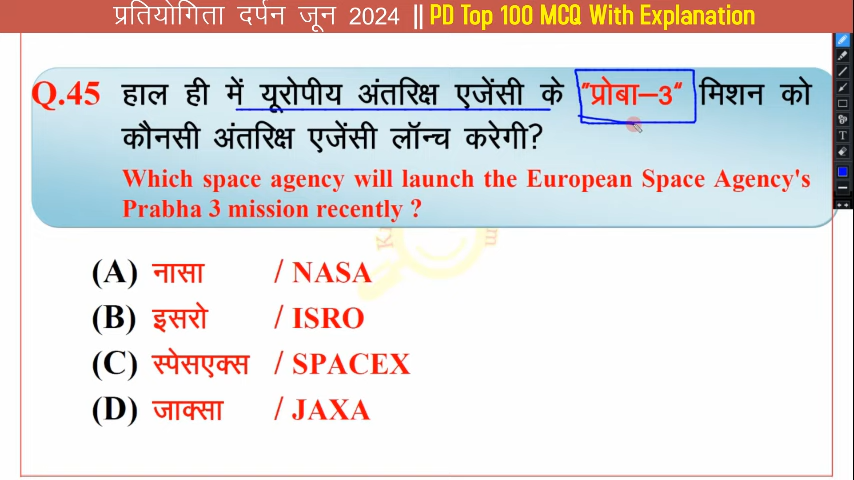 प्रतियोगिता दर्पन जून 2024 || PD Top 100 MCQ With Explanation
Q.45 हाल ही में यूरोपीय अंतरिक्ष एजेंसी के "प्रोबा–3" मिशन को
कौनसी अंतरिक्ष एजेंसी लॉन्च करेगी?
Which space agency will launch the European Space Agency's
Prabha 3 mission recently ?
(A) नासा / NASA
(B) इसरो / ISRO
(C) स्पेसएक्स / SPACEX
(D) जाक्सा / JAXA